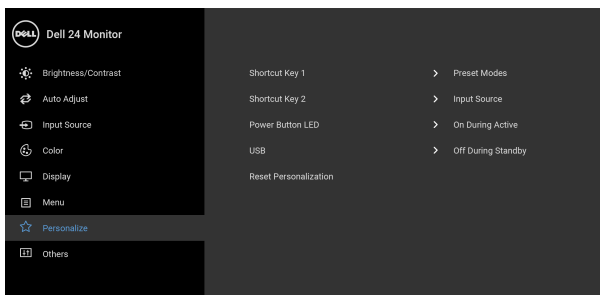 DELL Dell 24 Monitor
Brightness/Contrast
Auto Adjust
Input Source
Color
Display
Menu
Personalize
Others
Shortcut Key 1 > Preset Modes
Shortcut Key 2 > Input Source
Power Button LED > On During Active
USB > Off During Standby
Reset Personalization